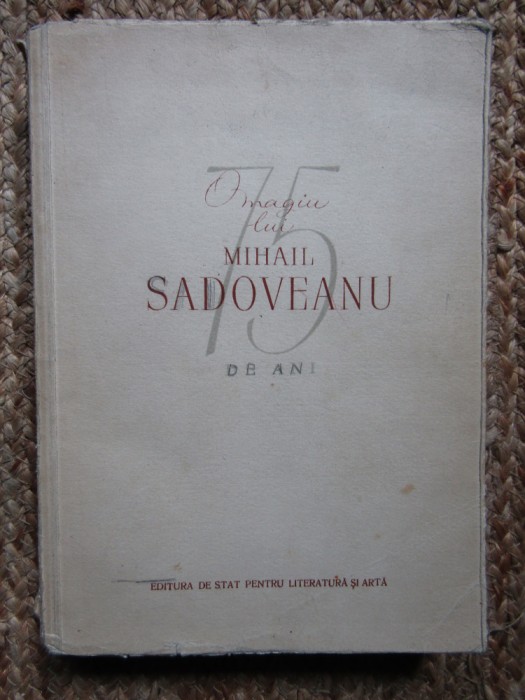 Omagiu
lui
75
MIHAIL
SADOVEANU
DE ANI
EDITURA DE STAT PENTRU LITERATURĂ ȘI ARTĂ